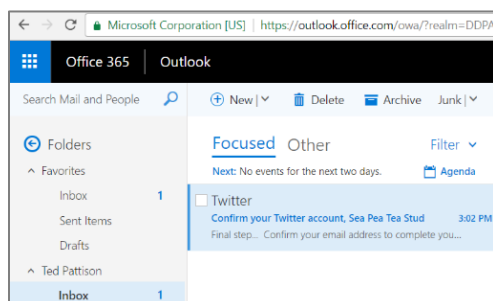 Microsoft Corporation [US] | https://outlook.office.com/owa/?realm=DDPA
Office 365 Outlook
Search Mail and People New | Delete Archive Junk |
Folders Focused Other Filter
Favorites Next: No events for the next two days. Agenda
Inbox 1 Twitter
Sent Items Confirm your Twitter account, Sea Pea Tea Stud 3:02 PM
Drafts Final step... Confirm your email address to complete you...
Ted Pattison
Inbox 1